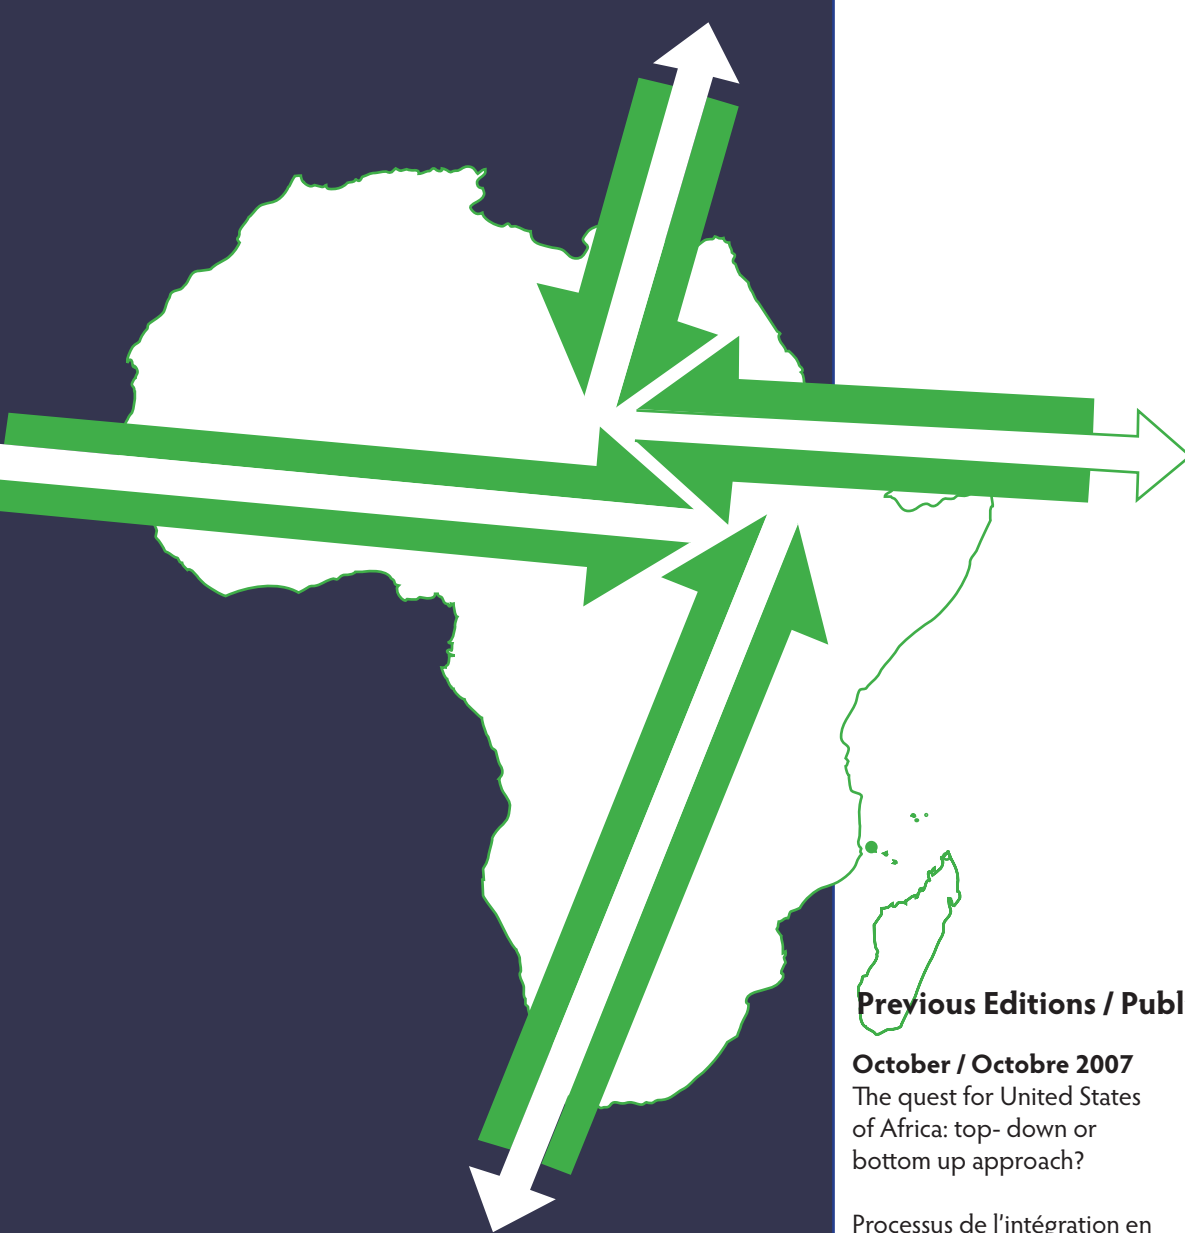 Previous Editions / Publ
October / Octobre 2007
The quest for United States
of Africa: top- down or
bottom up approach?
Processus de l'intégration en